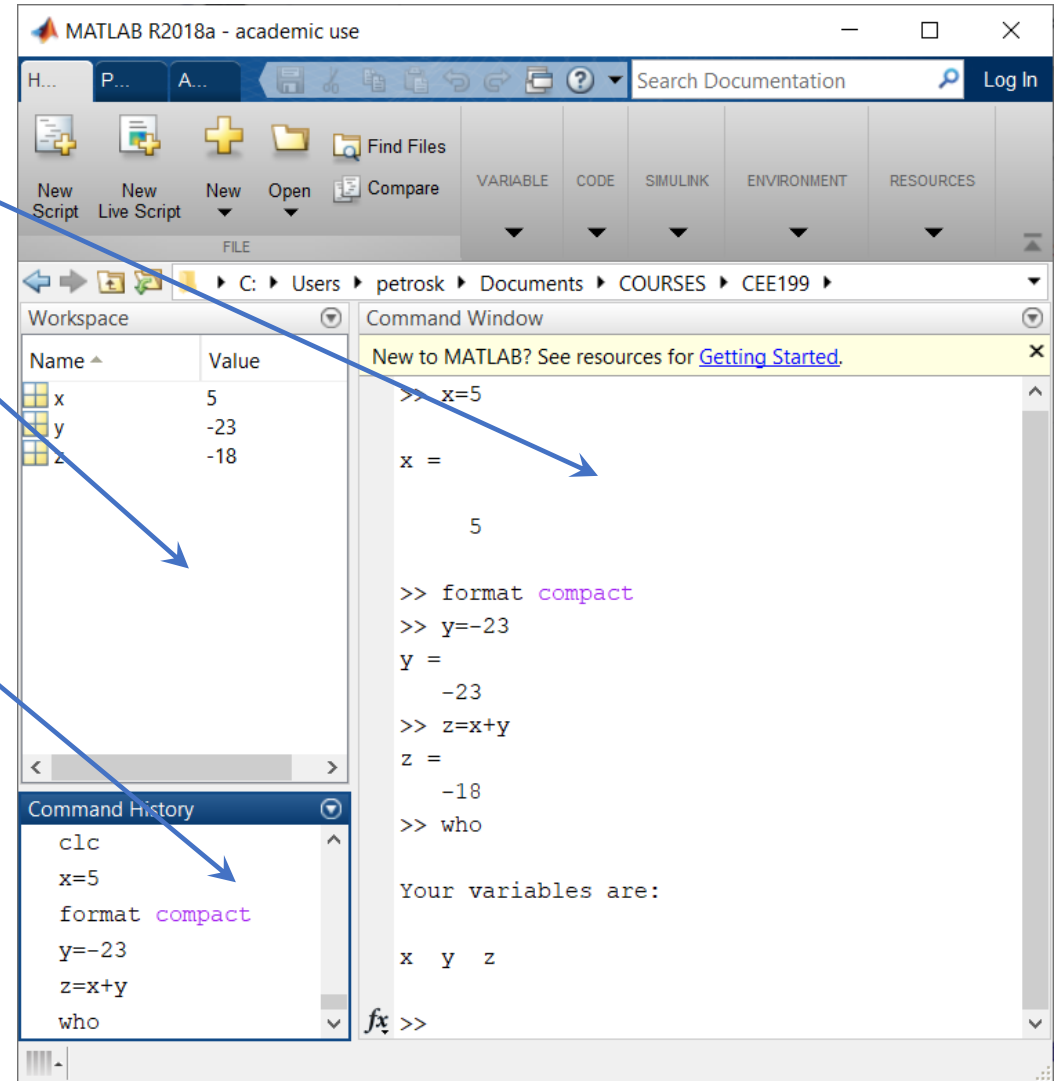 MATLAB R2018a - academic use
H... P... A... Search Documentation Log In
New Script
New Live Script
New
Open
Find Files
Compare
FILE
VARIABLE
CODE
SIMULINK
ENVIRONMENT
RESOURCES
C: Users petrosk Documents COURSES CEE199
Workspace
Name Value
x 5
y -23
z -18
Command History
clc
x=5
format compact
y=-23
z=x+y
who
Command Window
New to MATLAB? See resources for Getting Started.
>> x=5
x =
5
>> format compact
>> y=-23
y =
-23
>> z=x+y
z =
-18
>> who
Your variables are:
x y z
fx >>